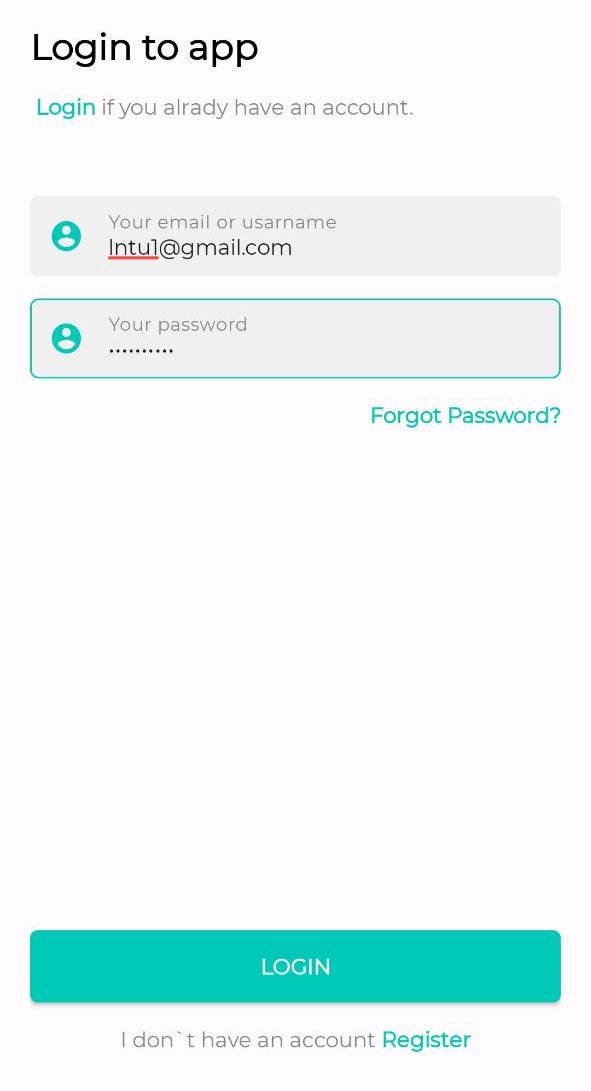 Login to app
Login if you alrady have an account.
Your email or usarname
lntu1@gmail.com
Your password
••••••••••
Forgot Password?
LOGIN
I don`t have an account Register